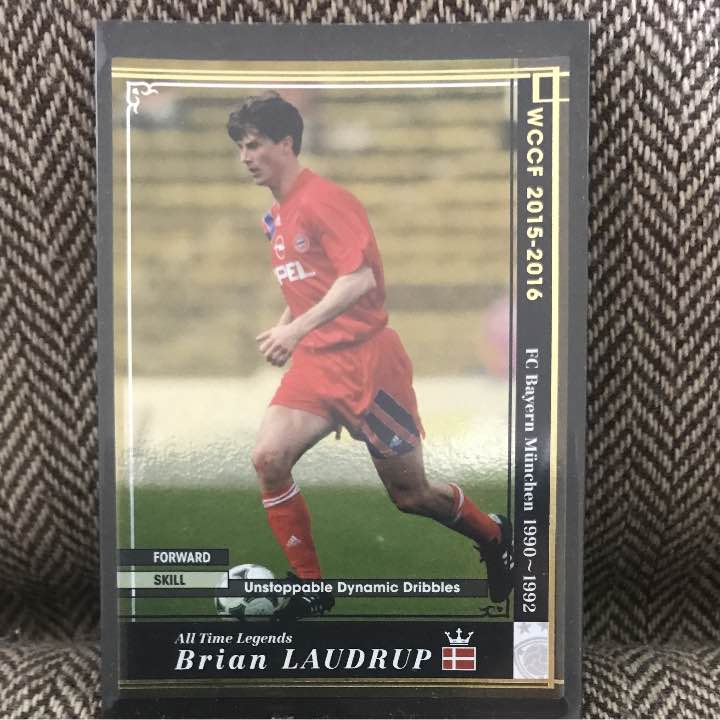 WCCF 2015-2016
FC Bayern München 1990~1992
OPEL
FORWARD
SKILL
Unstoppable Dynamic Dribbles
All Time Legends
Brian LAUDRUP